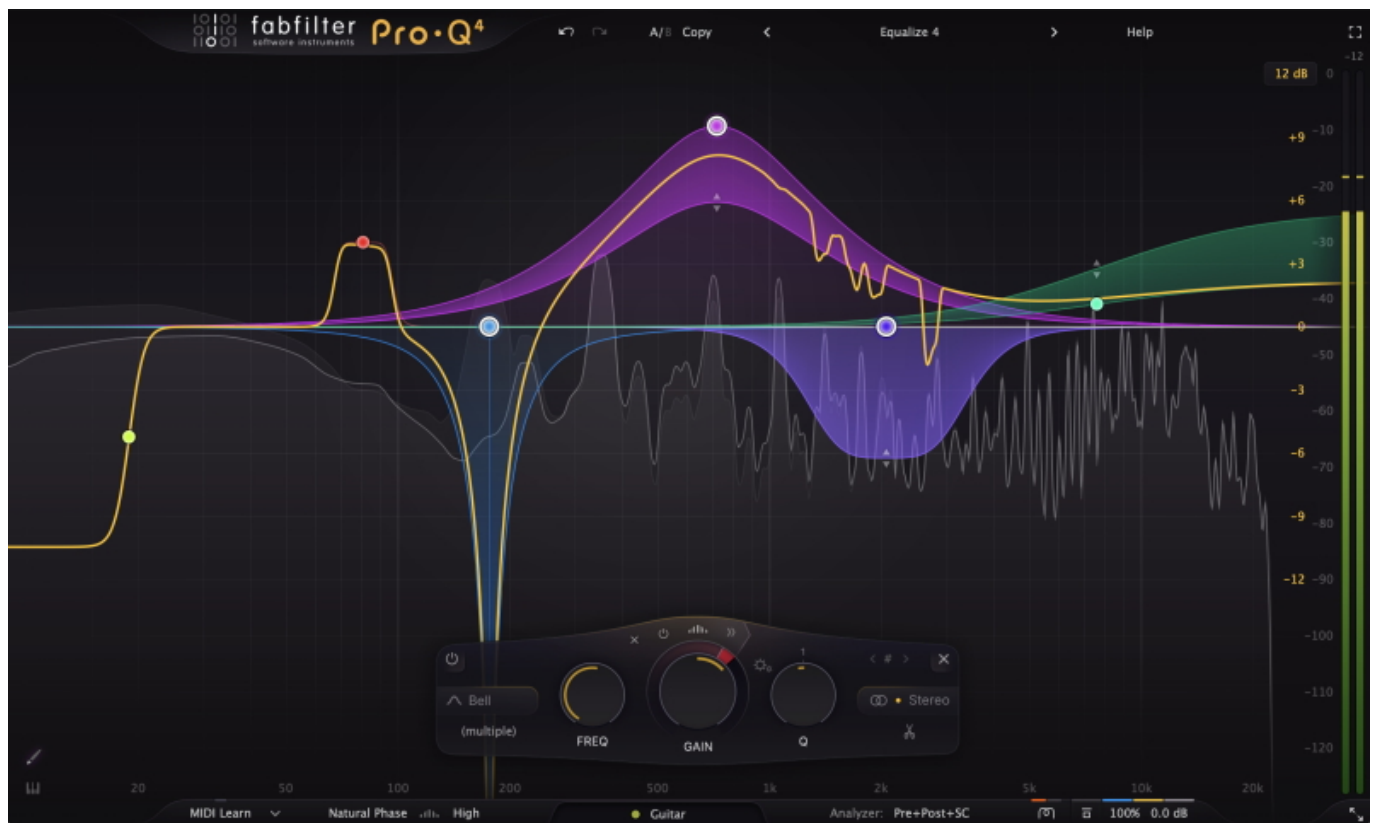 fabfilter Pro·Q⁴
software instruments
A/B Copy
Equalize 4
Help
-12
12 dB 0
+9 -10
+6 -20
-30
+3
-40
0
-50
-3
-60
-6
-70
-9 -80
-12 -90
-100
-110
-120
1
< # >
Bell
Stereo
(multiple)
FREQ
GAIN
Q
20 50 100 200 500 1k 2k 5k 10k 20k
MIDI Learn Natural Phase High Guitar Analyzer: Pre+Post+SC 100% 0.0 dB